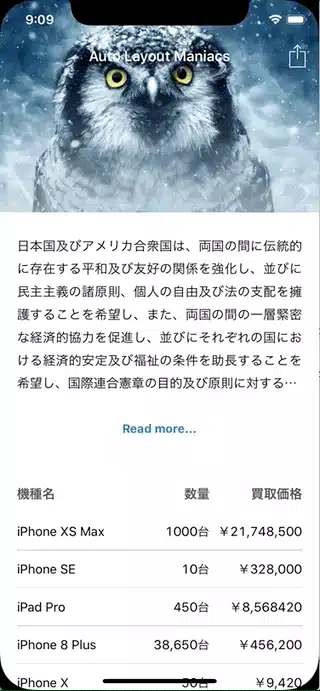 9:09
Auto Layout Maniacs
日本国及びアメリカ合衆国は、両国の間に伝統的
に存在する平和及び友好の関係を強化し、並びに
民主主義の諸原則、個人の自由及び法の支配を擁
護することを希望し、また、両国の間の一層緊密
な経済的協力を促進し、並びにそれぞれの国にお
ける経済的安定及び福祉の条件を助長することを
希望し、国際連合憲章の目的及び原則に対する…
Read more...
機種名 数量 買取価格
iPhone XS Max 1000台 ￥21,748,500
iPhone SE 10台 ￥328,000
iPad Pro 450台 ￥8,568420
iPhone 8 Plus 38,650台 ￥456,200
iPhone X 50台 ￥9,420